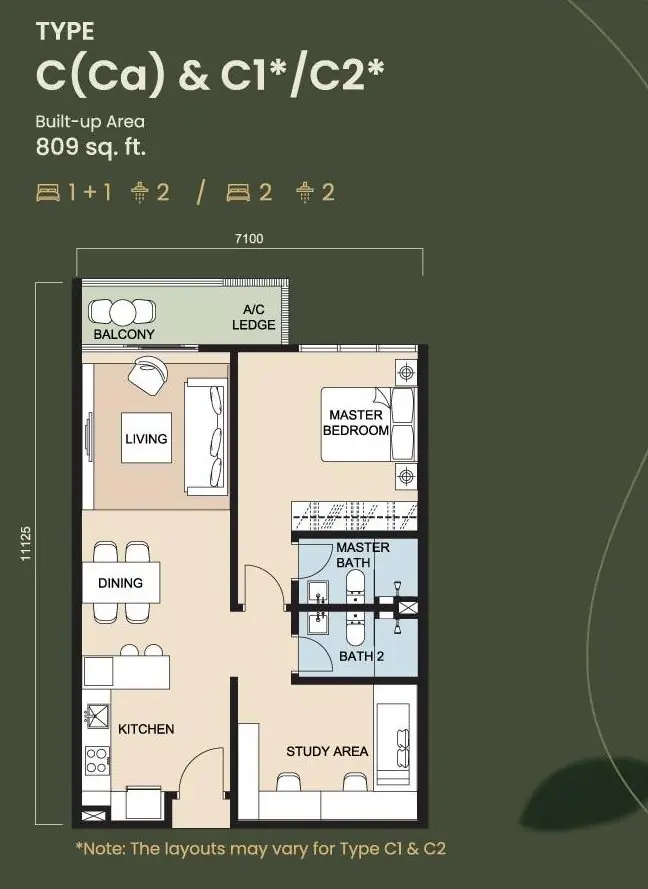 TYPE
C(Ca) & C1*/C2*
Built-up Area
809 sq. ft.
1 + 1 2 / 2 2
7100
A/C
LEDGE
BALCONY
MASTER
BEDROOM
LIVING
11125
MASTER
BATH
DINING
BATH 2
KITCHEN
STUDY AREA
*Note: The layouts may vary for Type C1 & C2